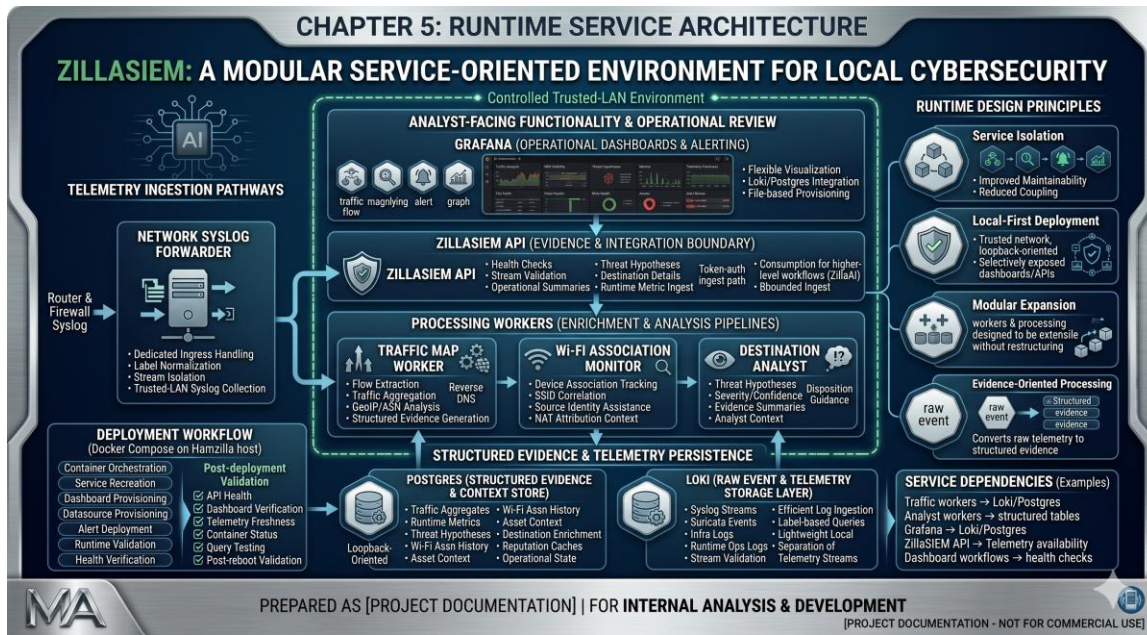 CHAPTER 5: RUNTIME SERVICE ARCHITECTURE
ZILLASIEM: A MODULAR SERVICE-ORIENTED ENVIRONMENT FOR LOCAL CYBERSECURITY
AI
TELEMETRY INGESTION PATHWAYS
NETWORK SYSLOG
FORWARDER
Router &
Firewall
Syslog
• Dedicated Ingress Handling
• Label Normalization
• Stream Isolation
• Trusted-LAN Syslog Collection
DEPLOYMENT WORKFLOW
(Docker Compose on Hamzilla host)
Container Orchestration
Service Recreation
Dashboard Provisioning
Datasource Provisioning
Alert Deployment
Runtime Validation
Health Verification
Post-deployment
Validation
API Health
Dashboard Verification
Telemetry Freshness
Container Status
Query Testing
Post-reboot Validation
Controlled Trusted-LAN Environment
ANALYST-FACING FUNCTIONALITY & OPERATIONAL REVIEW
GRAFANA (OPERATIONAL DASHBOARDS & ALERTING)
traffic
flow
magnlying
alert
graph
• Flexible Visualization
• Loki/Postgres Integration
• File-based Provisioning
ZILLASIEM API (EVIDENCE & INTEGRATION BOUNDARY)
ZILLASIEM API
• Health Checks
• Stream Validation
• Operational Summaries
• Threat Hypotheses
• Destination Details
• Runtime Metric Ingest
Token-auth
ingest path
• Consumption for higher-
level workflows (ZillaAI)
• Bbounded Ingest
PROCESSING WORKERS (ENRICHMENT & ANALYSIS PIPELINES)
TRAFFIC MAP
WORKER
• Flow Extraction
• Traffic Aggregation
• GeoIP/ASN Analysis
• Structured Evidence Generation
Reverse
DNS
Wi-Fi ASSOCIATION
MONITOR
• Device Association Tracking
• SSID Correlation
• Source Identity Assistance
• NAT Attribution Context
DESTINATION
ANALYST
!?
• Threat Hypotheses
• Severity/Confidence
• Evidence Summaries
• Analyst Context
Disposition
Guidance
STRUCTURED EVIDENCE & TELEMETRY PERSISTENCE
POSTGRES (STRUCTURED EVIDENCE
& CONTEXT STORE)
Loopback-
Oriented
• Traffic Aggregates
• Runtime Metrics
• Threat Hypotheses
• Wi-Fi Assn History
• Asset Context
• Wi-Fi Assn History
• Asset Context
• Destination Enrichment
• Reputation Caches
• Operational State
LOKI (RAW EVENT & TELEMETRY
STORAGE LAYER)
• Syslog Streams
• Suricata Events
• Infra Logs
• Runtime Ops Logs
• Stream Validation
• Efficient Log Ingestion
• Label-based Queries
• Lightweight Local
• Separation of
Telemetry Streams
RUNTIME DESIGN PRINCIPLES
Service Isolation
• Improved Maintainability
• Reduced Coupling
Local-First Deployment
• Trusted network,
loopback-oriented
• Selectively exposed
dashboards/APIs
Modular Expansion
workers & processing
designed to be extensile
without restructuring
Evidence-Oriented Processing
raw
event
raw
event
Structured
evidence
evidence
Converts raw telemetry to
structured evidence
SERVICE DEPENDENCIES (Examples)
Traffic workers → Loki/Postgres
Analyst workers → structured tables
Grafana → Loki/Postgres
ZillaSIEM API → Telemetry availability
Dashboard workflows → health checks
MA
PREPARED AS [PROJECT DOCUMENTATION] | FOR INTERNAL ANALYSIS & DEVELOPMENT
[PROJECT DOCUMENTATION - NOT FOR COMMERCIAL USE]